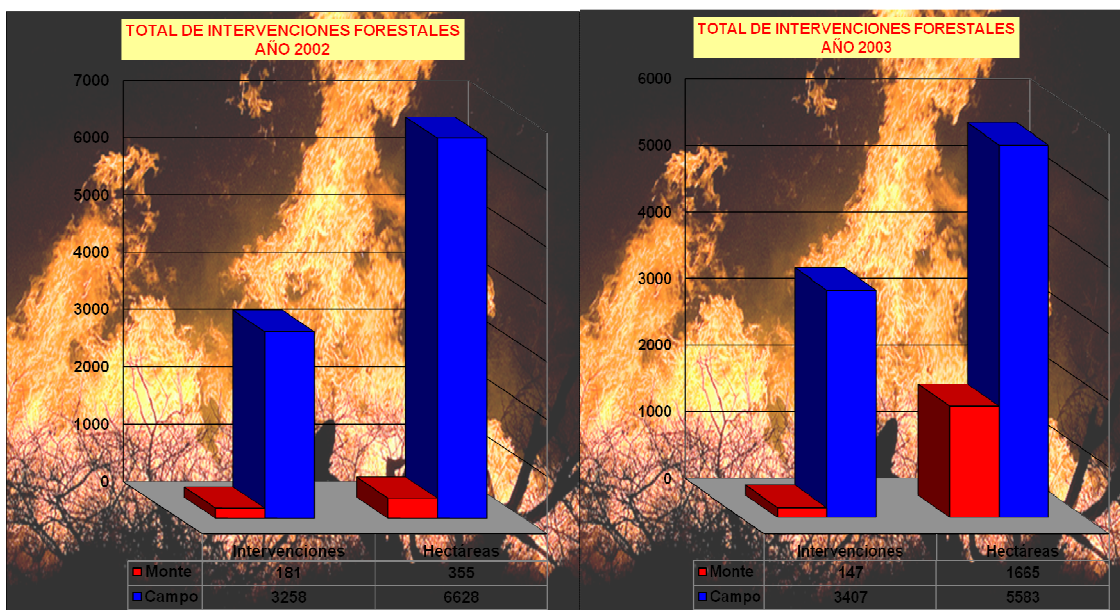 TOTAL DE INTERVENCIONES FORESTALES
AÑO 2002
7000
6000
5000
4000
3000
2000
1000
0
Intervenciones Hectáreas
Monte 181 355
Campo 3258 6628
TOTAL DE INTERVENCIONES FORESTALES
AÑO 2003
6000
5000
4000
3000
2000
1000
0
Intervenciones Hectáreas
Monte 147 1665
Campo 3407 5583